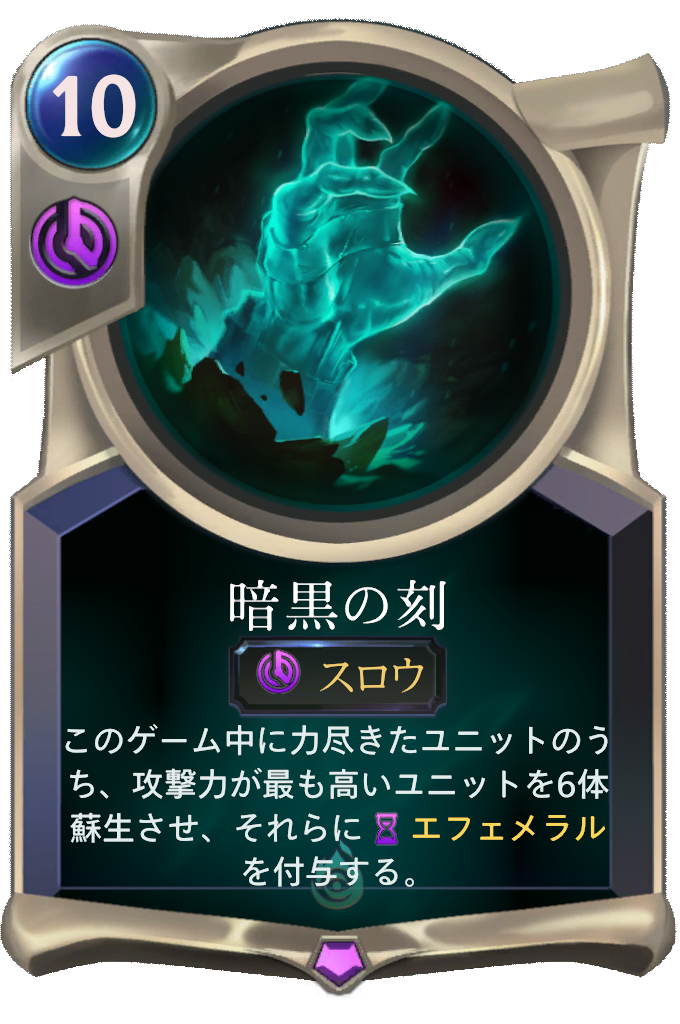 10
暗黒の刻
スロウ
このゲーム中に力尽きたユニットのう
ち、攻撃力が最も高いユニットを6体
蘇生させ、それらに エフェメラル
を付与する。